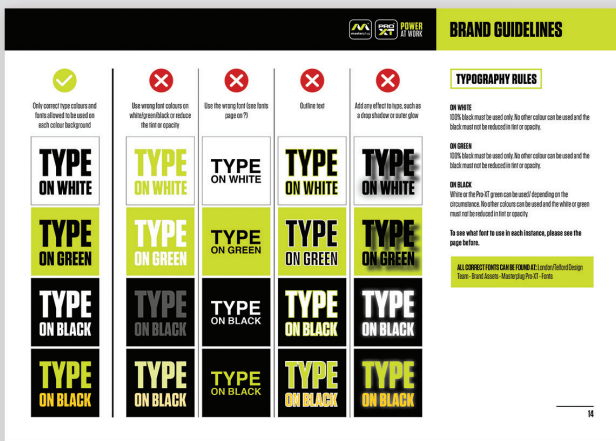 masterplug
PRO
XT
POWER
AT WORK
BRAND GUIDELINES
Only correct type colours and
fonts allowed to be used on
each colour background
Use wrong font colours on
white/green/black or reduce
the tint or opacity
Use the wrong font (see fonts
page on ?)
Outline text
Add any effect to type, such as
a drop shadow or outer glow
TYPE
ON WHITE
TYPE
ON WHITE
TYPE
ON WHITE
TYPE
ON WHITE
TYPE
ON WHITE
TYPE
ON GREEN
TYPE
ON GREEN
TYPE
ON GREEN
TYPE
ON GREEN
TYPE
ON GREEN
TYPE
ON BLACK
TYPE
ON BLACK
TYPE
ON BLACK
TYPE
ON BLACK
TYPE
ON BLACK
TYPE
ON BLACK
TYPE
ON BLACK
TYPE
ON BLACK
TYPE
ON BLACK
TYPE
ON BLACK
TYPOGRAPHY RULES
ON WHITE
100% black must be used only. No other colour can be used and the
black must not be reduced in tint or opacity.
ON GREEN
100% black must be used only. No other colour can be used and the
black must not be reduced in tint or opacity.
ON BLACK
White or the Pro-XT green can be used/ depending on the
circumstance. No other colours can be used and the white or green
must not be reduced in tint or opacity.
To see what font to use in each instance, please see the
page before.
ALL CORRECT FONTS CAN BE FOUND AT: London/Telford Design
Team - Brand Assets - Masterplug Pro-XT - Fonts
14